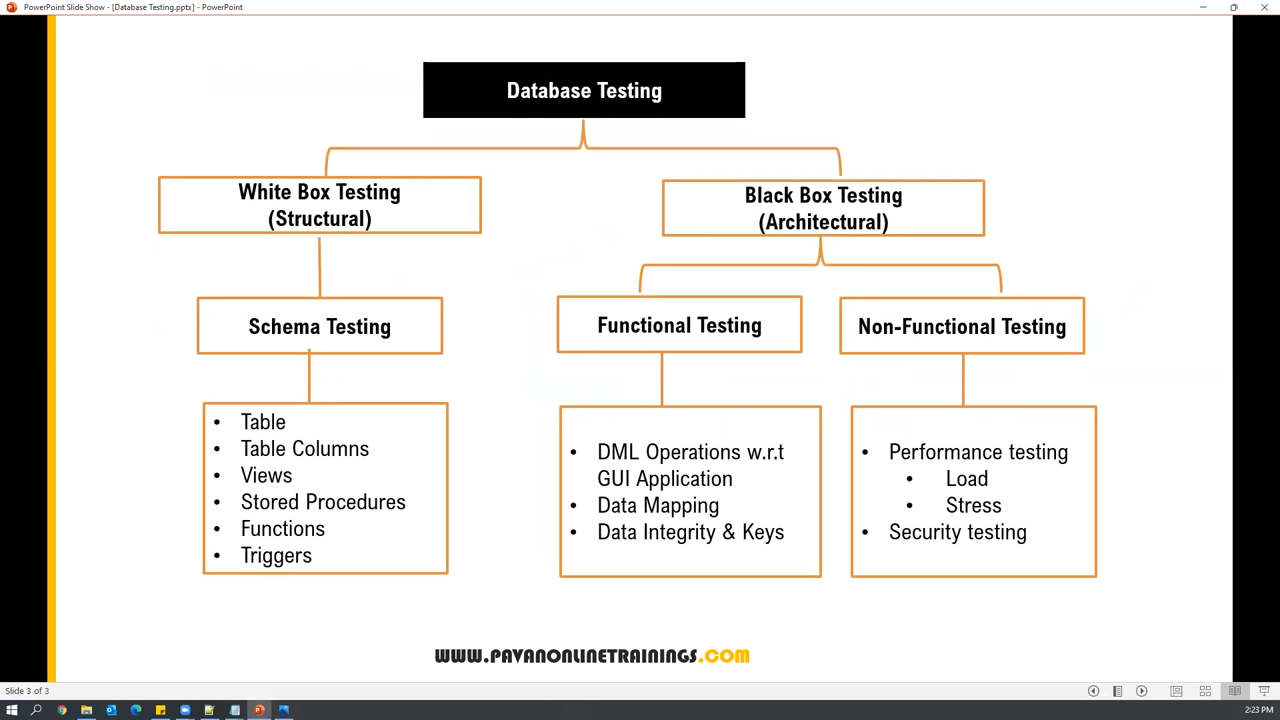 PowerPoint Slide Show - [Database Testing.pptx] - PowerPoint
Database Testing
White Box Testing
(Structural)
Black Box Testing
(Architectural)
Schema Testing
Functional Testing
Non-Functional Testing
• Table
• Table Columns
• Views
• Stored Procedures
• Functions
• Triggers
• DML Operations w.r.t
GUI Application
• Data Mapping
• Data Integrity & Keys
• Performance testing
• Load
• Stress
• Security testing
WWW.PAVANONLINETRAININGS.COM
Slide 3 of 3
2:23 PM